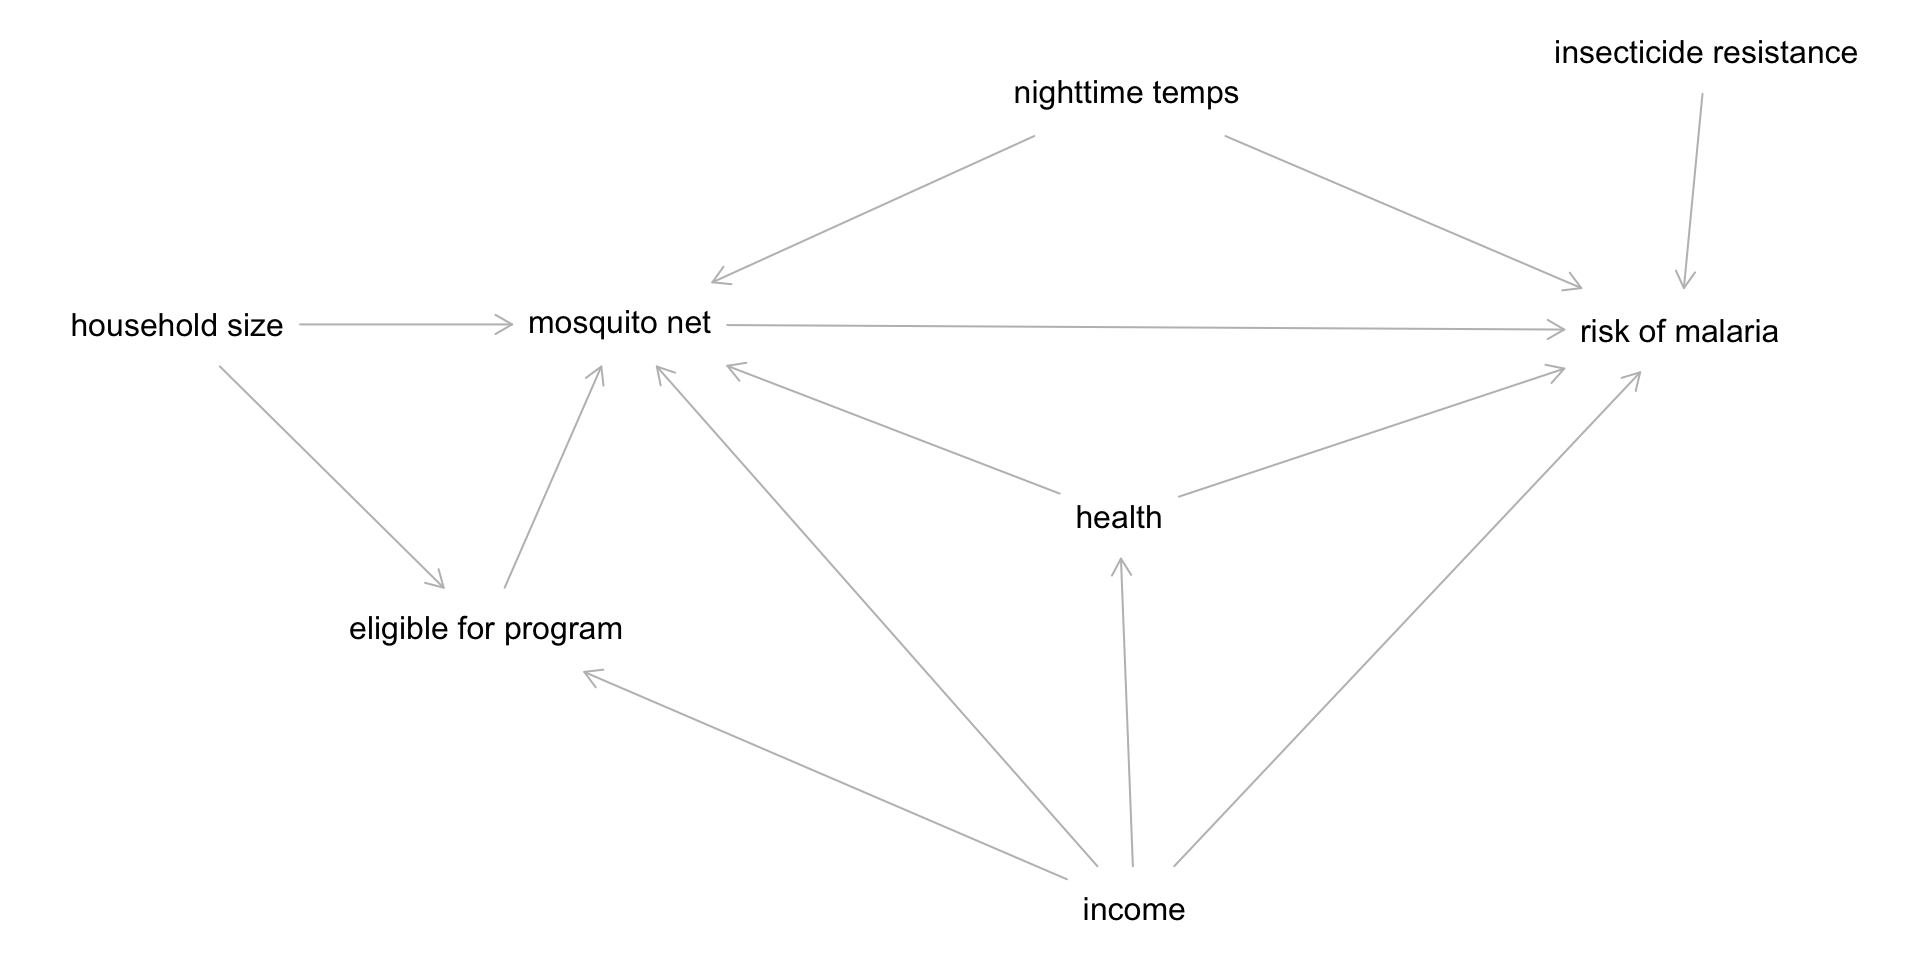 insecticide resistance
nighttime temps
household size
mosquito net
risk of malaria
health
eligible for program
income